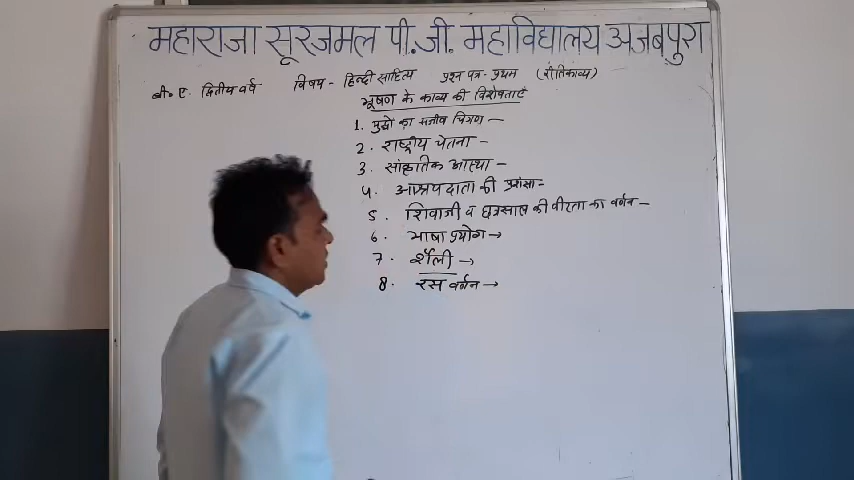 महाराजा सूरजमल पी.जी. महाविद्यालय अजबपुरा
बी॰ए. द्वितीय वर्ष विषय - हिन्दी साहित्य प्रश्न पत्र - प्रथम (रीतिकाव्य)
भूषण के काव्य की विशेषताएं
1. युद्धो का सजीव चित्रण —
2. राष्ट्रीय चेतना -
3. सांस्कृतिक आस्था -
4. आश्रयदाता की प्रशंसा -
5. शिवाजी व छत्रसाल की वीरता का वर्णन -
6. भाषा प्रयोग →
7. शैली →
8. रस वर्णन →